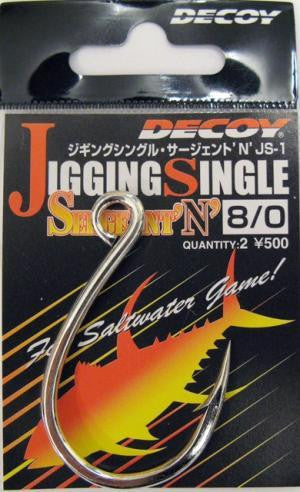 DECOY
DECOY
ジギングシングル・サージェント'N' JS-1
JIGGING SINGLE
SERGENT'N'
8/0
QUANTITY:2 ¥500
For Saltwater Game!